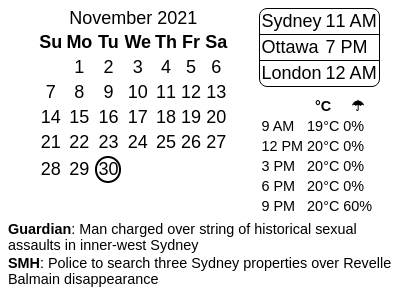 November 2021
Su Mo Tu We Th Fr Sa
1 2 3 4 5 6
7 8 9 10 11 12 13
14 15 16 17 18 19 20
21 22 23 24 25 26 27
28 29 30
Sydney 11 AM
Ottawa 7 PM
London 12 AM
°C ☂
9 AM 19°C 0%
12 PM 20°C 0%
3 PM 20°C 0%
6 PM 20°C 0%
9 PM 20°C 60%
Guardian: Man charged over string of historical sexual
assaults in inner-west Sydney
SMH: Police to search three Sydney properties over Revelle
Balmain disappearance